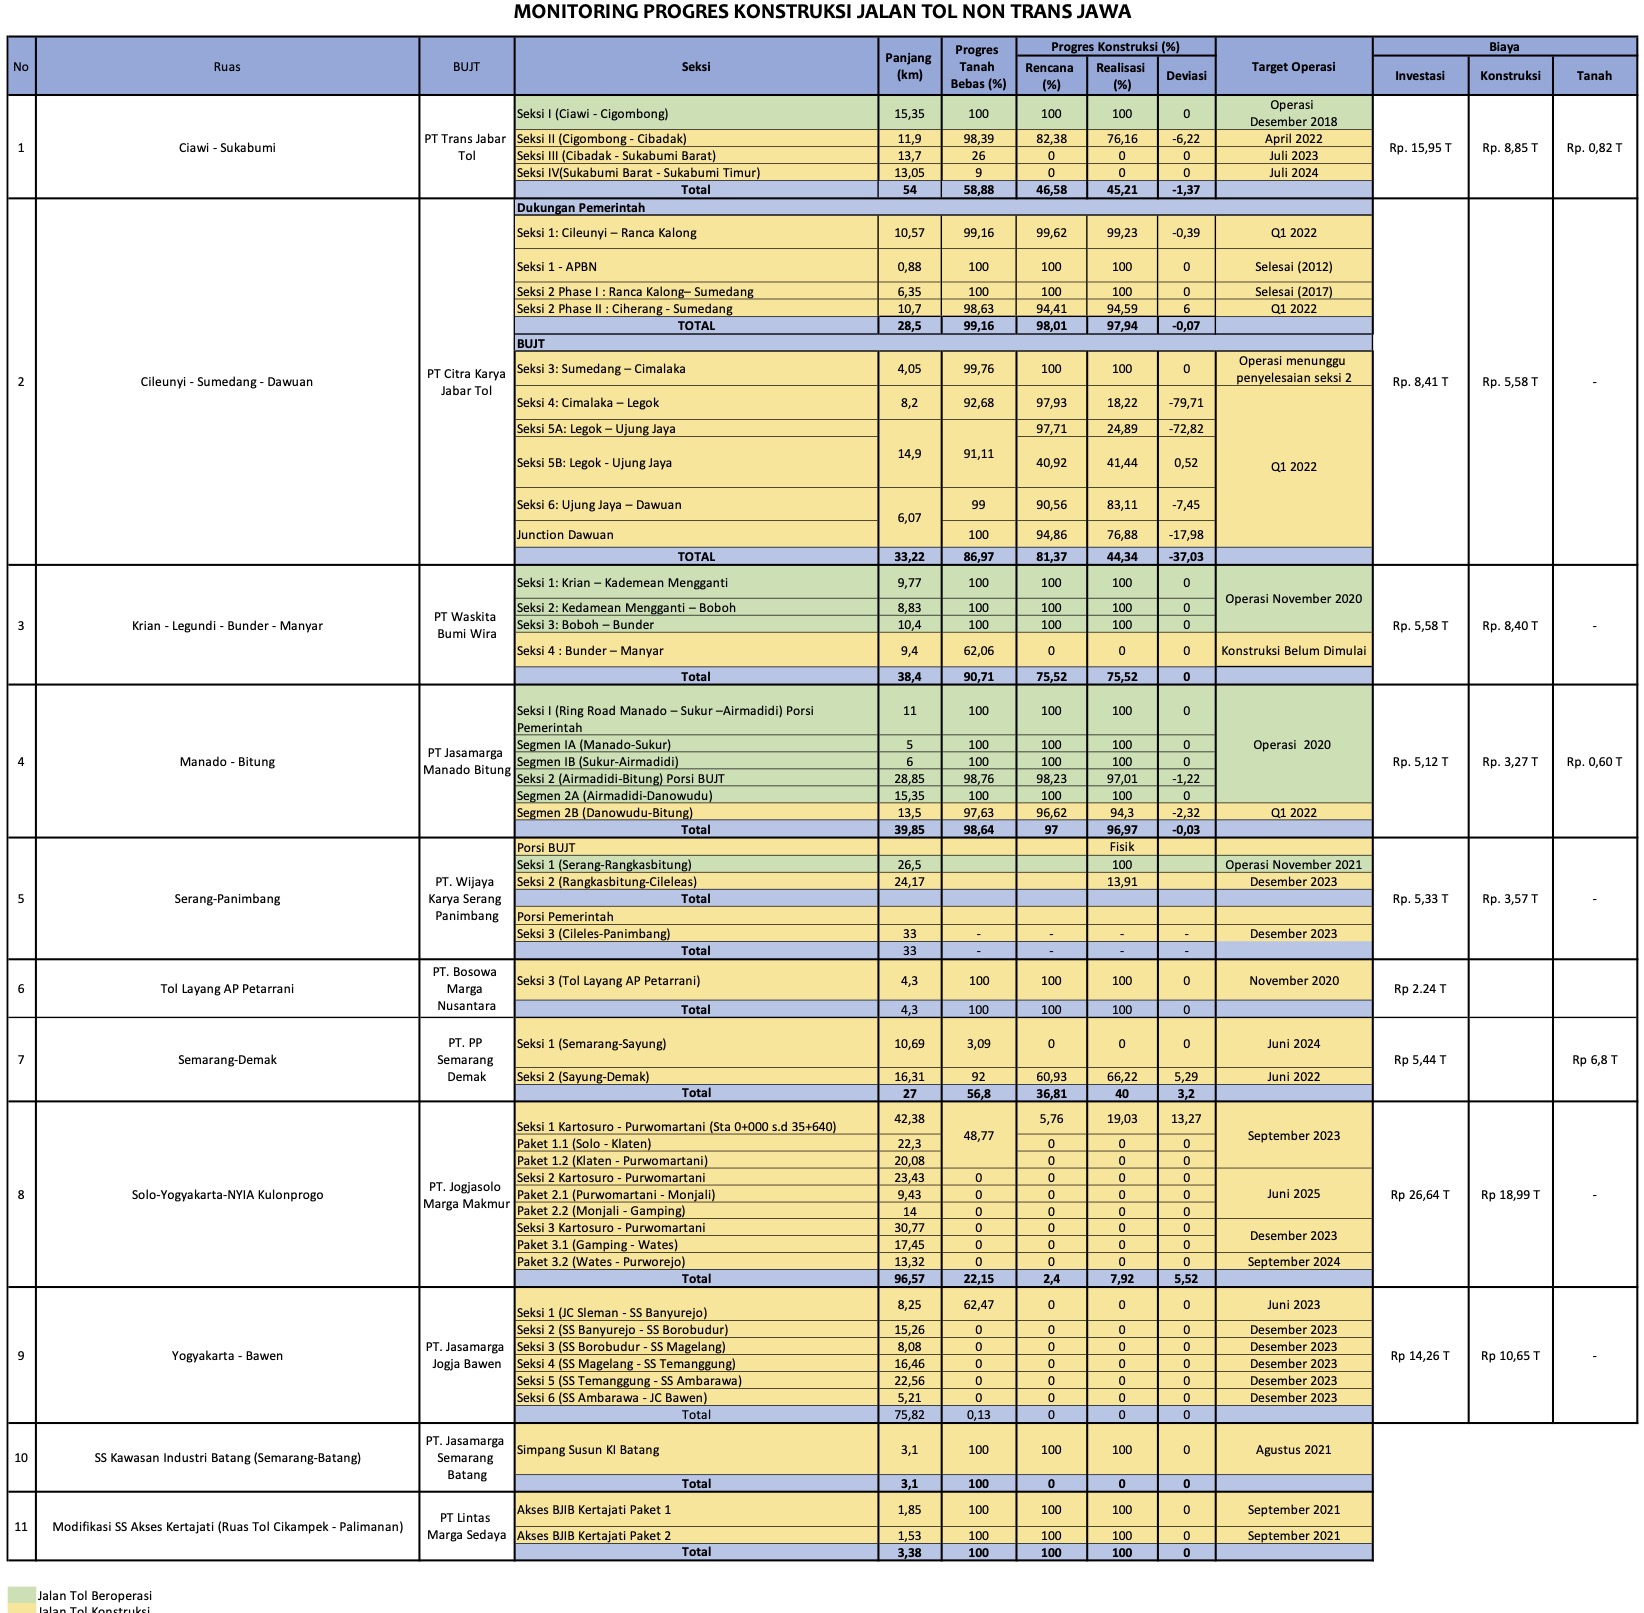 MONITORING PROGRES KONSTRUKSI JALAN TOL NON TRANS JAWA
No Ruas BUJT Seksi Panjang (km) Progres Tanah Bebas (%) Progres Konstruksi (%) Rencana (%) Realisasi (%) Deviasi Target Operasi Biaya Investasi Konstruksi Tanah
1 Ciawi - Sukabumi PT Trans Jabar Tol
Seksi I (Ciawi - Cigombong) 15,35 100 100 100 0 Operasi Desember 2018
Seksi II (Cigombong - Cibadak) 11,9 98,39 82,38 76,16 -6,22 April 2022
Seksi III (Cibadak - Sukabumi Barat) 13,7 26 0 0 0 Juli 2023
Seksi IV(Sukabumi Barat - Sukabumi Timur) 13,05 9 0 0 0 Juli 2024
Total 54 58,88 46,58 45,21 -1,37
Rp. 15,95 T Rp. 8,85 T Rp. 0,82 T
2 Cileunyi - Sumedang - Dawuan PT Citra Karya Jabar Tol
Dukungan Pemerintah
Seksi 1: Cileunyi – Ranca Kalong 10,57 99,16 99,62 99,23 -0,39 Q1 2022
Seksi 1 - APBN 0,88 100 100 100 0 Selesai (2012)
Seksi 2 Phase I : Ranca Kalong– Sumedang 6,35 100 100 100 0 Selesai (2017)
Seksi 2 Phase II : Ciherang - Sumedang 10,7 98,63 94,41 94,59 6 Q1 2022
TOTAL 28,5 99,16 98,01 97,94 -0,07
BUJT
Seksi 3: Sumedang – Cimalaka 4,05 99,76 100 100 0 Operasi menunggu penyelesaian seksi 2
Seksi 4: Cimalaka – Legok 8,2 92,68 97,93 18,22 -79,71
Seksi 5A: Legok – Ujung Jaya 97,71 24,89 -72,82
14,9 91,11
Seksi 5B: Legok - Ujung Jaya 40,92 41,44 0,52
Q1 2022
Seksi 6: Ujung Jaya – Dawuan 99 90,56 83,11 -7,45
6,07
Junction Dawuan 100 94,86 76,88 -17,98
TOTAL 33,22 86,97 81,37 44,34 -37,03
Rp. 8,41 T Rp. 5,58 T -
3 Krian - Legundi - Bunder - Manyar PT Waskita Bumi Wira
Seksi 1: Krian – Kademean Mengganti 9,77 100 100 100 0
Seksi 2: Kedamean Mengganti – Boboh 8,83 100 100 100 0
Operasi November 2020
Seksi 3: Boboh – Bunder 10,4 100 100 100 0
Seksi 4 : Bunder – Manyar 9,4 62,06 0 0 0 Konstruksi Belum Dimulai
Total 38,4 90,71 75,52 75,52 0
Rp. 5,58 T Rp. 8,40 T -
4 Manado - Bitung PT Jasamarga Manado Bitung
Seksi I (Ring Road Manado – Sukur –Airmadidi) Porsi Pemerintah 11 100 100 100 0
Segmen IA (Manado-Sukur) 5 100 100 100 0
Operasi 2020
Segmen IB (Sukur-Airmadidi) 6 100 100 100 0
Seksi 2 (Airmadidi-Bitung) Porsi BUJT 28,85 98,76 98,23 97,01 -1,22
Segmen 2A (Airmadidi-Danowudu) 15,35 100 100 100 0
Segmen 2B (Danowudu-Bitung) 13,5 97,63 96,62 94,3 -2,32 Q1 2022
Total 39,85 98,64 97 96,97 -0,03
Rp. 5,12 T Rp. 3,27 T Rp. 0,60 T
5 Serang-Panimbang PT. Wijaya Karya Serang Panimbang
Porsi BUJT Fisik
Seksi 1 (Serang-Rangkasbitung) 26,5 100 Operasi November 2021
Seksi 2 (Rangkasbitung-Cileleas) 24,17 13,91 Desember 2023
Total
Porsi Pemerintah
Seksi 3 (Cileles-Panimbang) 33 - - - - Desember 2023
Total 33 - - - -
Rp. 5,33 T Rp. 3,57 T -
6 Tol Layang AP Petarrani PT. Bosowa Marga Nusantara
Seksi 3 (Tol Layang AP Petarrani) 4,3 100 100 100 0 November 2020
Total 4,3 100 100 100 0
Rp 2.24 T
7 Semarang-Demak PT. PP Semarang Demak
Seksi 1 (Semarang-Sayung) 10,69 3,09 0 0 0 Juni 2024
Seksi 2 (Sayung-Demak) 16,31 92 60,93 66,22 5,29 Juni 2022
Total 27 56,8 36,81 40 3,2
Rp 5,44 T Rp 6,8 T
8 Solo-Yogyakarta-NYIA Kulonprogo PT. Jogjasolo Marga Makmur
Seksi 1 Kartosuro - Purwomartani (Sta 0+000 s.d 35+640) 42,38 5,76 19,03 13,27
48,77 September 2023
Paket 1.1 (Solo - Klaten) 22,3 0 0 0
Paket 1.2 (Klaten - Purwomartani) 20,08 0 0 0
Seksi 2 Kartosuro - Purwomartani 23,43 0 0 0 0
Paket 2.1 (Purwomartani - Monjali) 9,43 0 0 0 0 Juni 2025
Paket 2.2 (Monjali - Gamping) 14 0 0 0 0
Seksi 3 Kartosuro - Purwomartani 30,77 0 0 0 0
Desember 2023
Paket 3.1 (Gamping - Wates) 17,45 0 0 0 0
Paket 3.2 (Wates - Purworejo) 13,32 0 0 0 0 September 2024
Total 96,57 22,15 2,4 7,92 5,52
Rp 26,64 T Rp 18,99 T -
9 Yogyakarta - Bawen PT. Jasamarga Jogja Bawen
Seksi 1 (JC Sleman - SS Banyurejo) 8,25 62,47 0 0 0 Juni 2023
Seksi 2 (SS Banyurejo - SS Borobudur) 15,26 0 0 0 0 Desember 2023
Seksi 3 (SS Borobudur - SS Magelang) 8,08 0 0 0 0 Desember 2023
Seksi 4 (SS Magelang - SS Temanggung) 16,46 0 0 0 0 Desember 2023
Seksi 5 (SS Temanggung - SS Ambarawa) 22,56 0 0 0 0 Desember 2023
Seksi 6 (SS Ambarawa - JC Bawen) 5,21 0 0 0 0 Desember 2023
Total 75,82 0,13 0 0 0
Rp 14,26 T Rp 10,65 T -
10 SS Kawasan Industri Batang (Semarang-Batang) PT. Jasamarga Semarang Batang
Simpang Susun KI Batang 3,1 100 100 100 0 Agustus 2021
Total 3,1 100 0 0 0
11 Modifikasi SS Akses Kertajati (Ruas Tol Cikampek - Palimanan) PT Lintas Marga Sedaya
Akses BJIB Kertajati Paket 1 1,85 100 100 100 0 September 2021
Akses BJIB Kertajati Paket 2 1,53 100 100 100 0 September 2021
Total 3,38 100 100 100 0
Jalan Tol Beroperasi
Jalan Tol Konstruksi